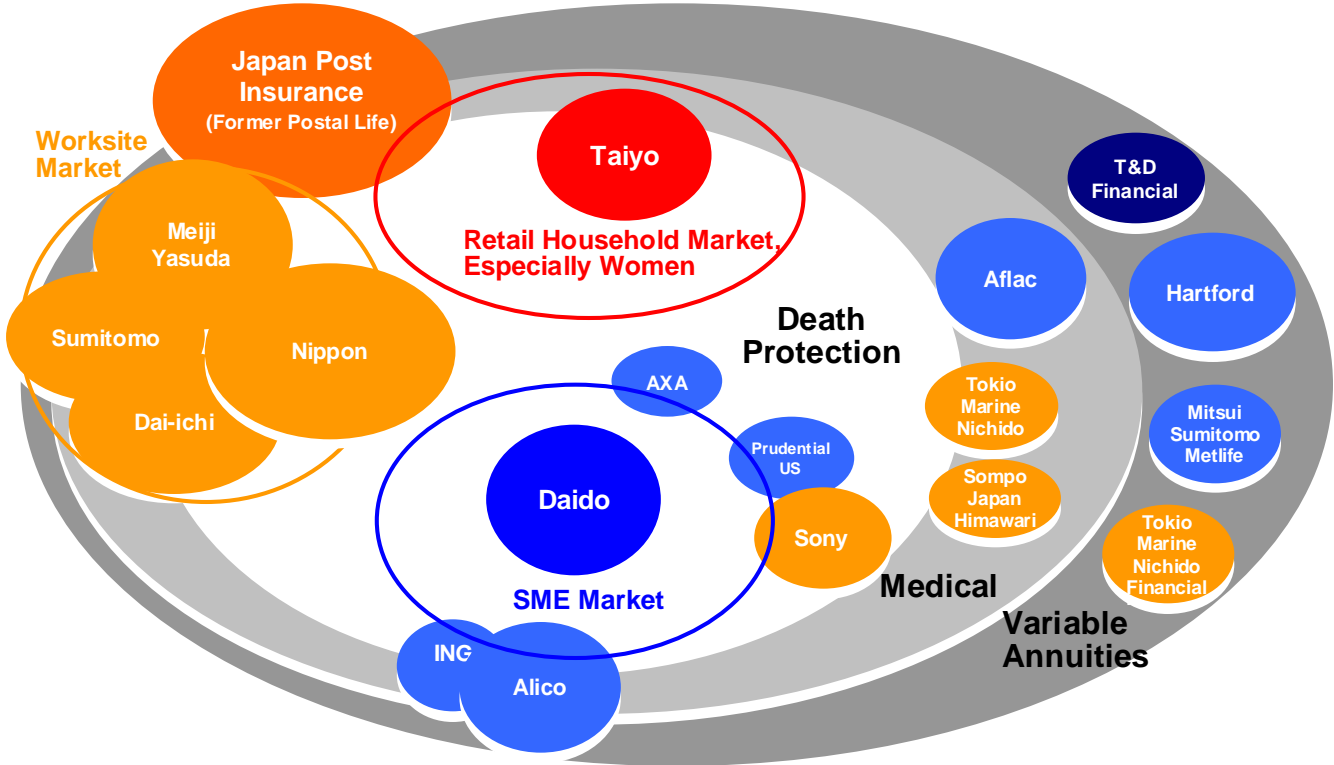 Japan Post
Insurance
(Former Postal Life)
Worksite
Market
Taiyo
T&D
Financial
Meiji
Yasuda
Retail Household Market,
Especially Women
Aflac
Hartford
Sumitomo
Nippon
Death
Protection
AXA
Tokio
Marine
Nichido
Mitsui
Sumitomo
Metlife
Dai-ichi
Prudential
US
Daido
Sompo
Japan
Himawari
Sony
Tokio
Marine
Nichido
Financial
SME Market
Medical
Variable
Annuities
ING
Alico